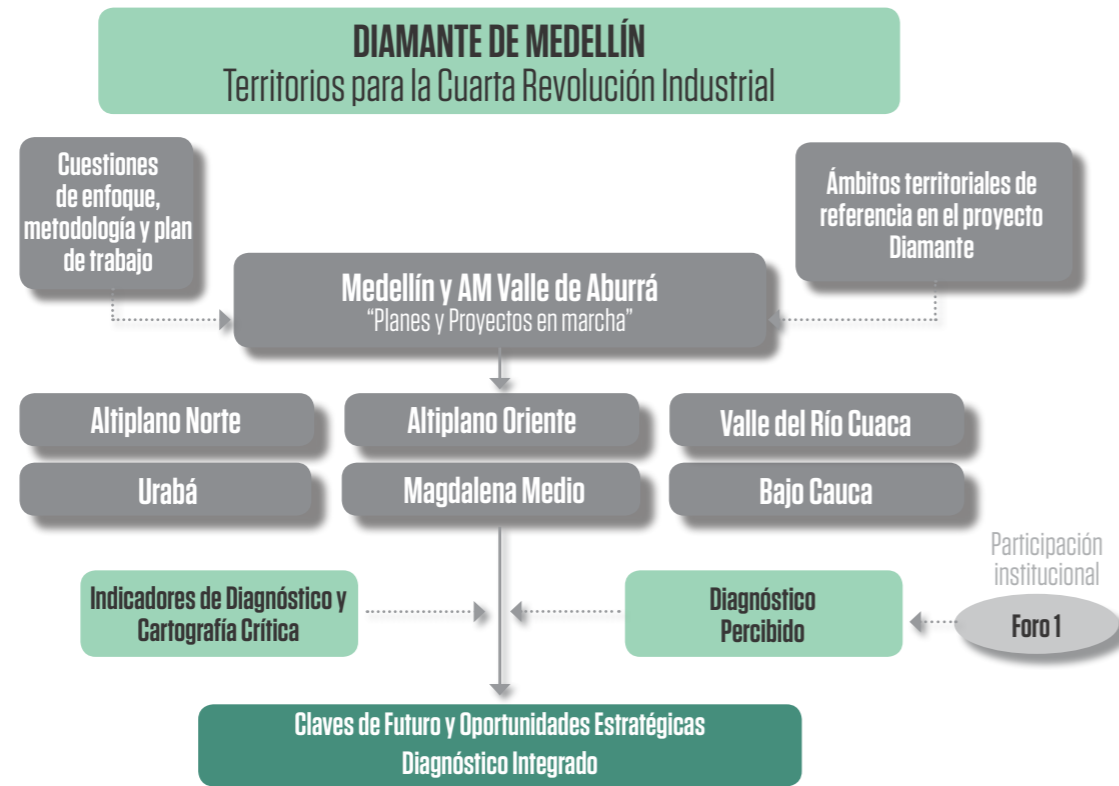 DIAMANTE DE MEDELLÍN
Territorios para la Cuarta Revolución Industrial
Cuestiones
de enfoque,
metodología y plan
de trabajo
Ámbitos territoriales de
referencia en el proyecto
Diamante
Medellín y AM Valle de Aburrá
“Planes y Proyectos en marcha”
Altiplano Norte
Altiplano Oriente
Valle del Río Cuaca
Urabá
Magdalena Medio
Bajo Cauca
Participación
institucional
Indicadores de Diagnóstico y
Cartografía Crítica
Diagnóstico
Percibido
Foro 1
Claves de Futuro y Oportunidades Estratégicas
Diagnóstico Integrado